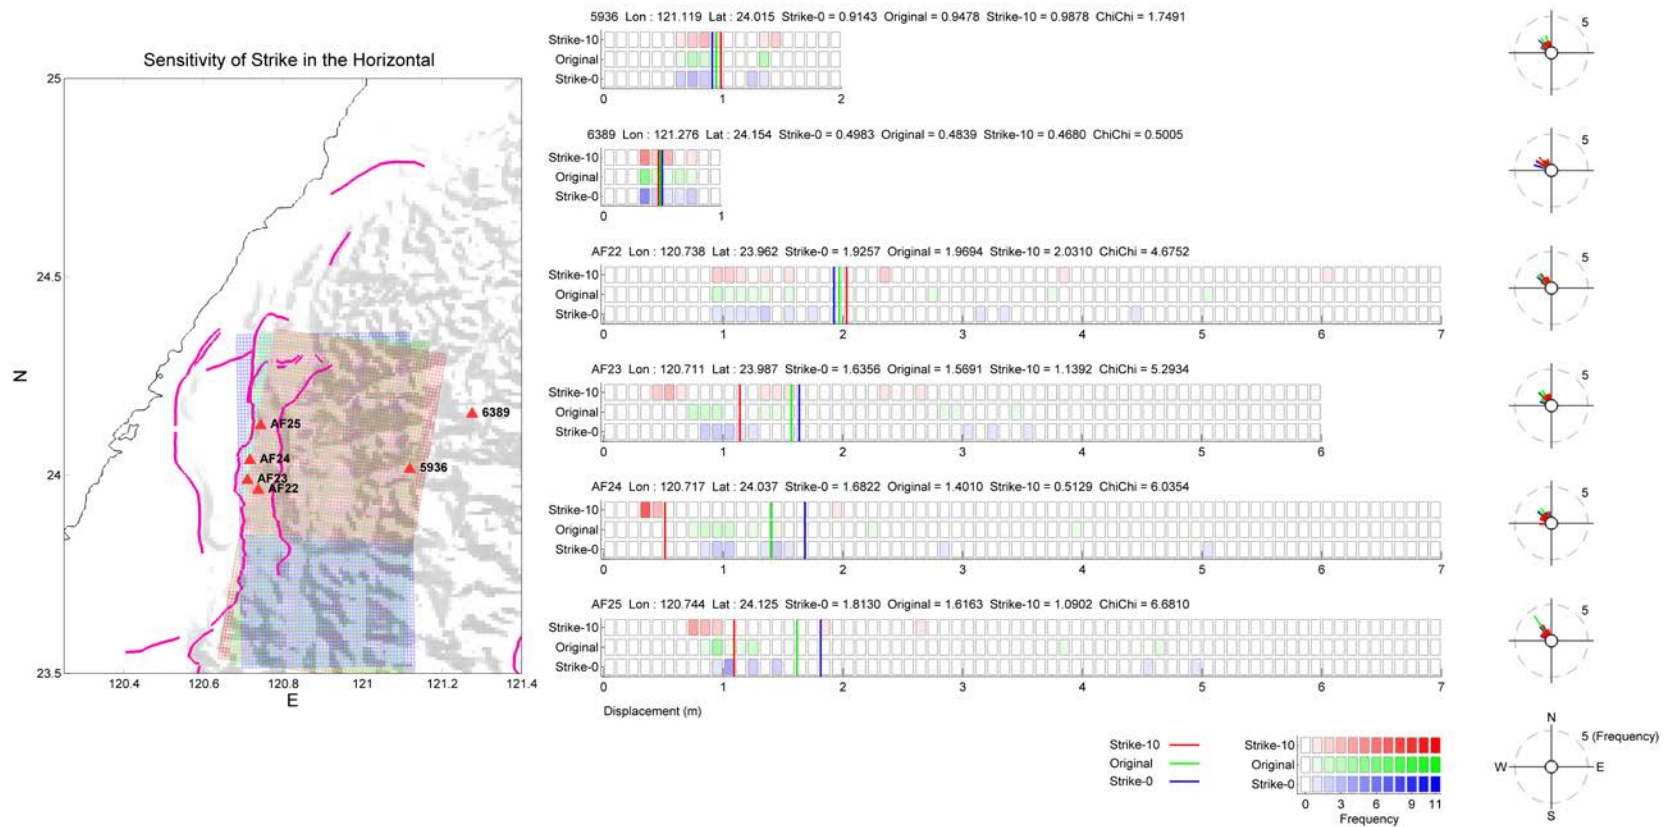 Sensitivity of Strike in the Horizontal
25
24.5
24
23.5
N
120.4 120.6 120.8 121 121.2 121.4
E
6389
AF25
AF24
5936
AF23
AF22
5936 Lon : 121.119 Lat : 24.015 Strike-0 = 0.9143 Original = 0.9478 Strike-10 = 0.9878 ChiChi = 1.7491
Strike-10
Original
Strike-0
0 1 2
5
6389 Lon : 121.276 Lat : 24.154 Strike-0 = 0.4983 Original = 0.4839 Strike-10 = 0.4680 ChiChi = 0.5005
Strike-10
Original
Strike-0
0 1
5
AF22 Lon : 120.738 Lat : 23.962 Strike-0 = 1.9257 Original = 1.9694 Strike-10 = 2.0310 ChiChi = 4.6752
Strike-10
Original
Strike-0
0 1 2 3 4 5 6 7
5
AF23 Lon : 120.711 Lat : 23.987 Strike-0 = 1.6356 Original = 1.5691 Strike-10 = 1.1392 ChiChi = 5.2934
Strike-10
Original
Strike-0
0 1 2 3 4 5 6
5
AF24 Lon : 120.717 Lat : 24.037 Strike-0 = 1.6822 Original = 1.4010 Strike-10 = 0.5129 ChiChi = 6.0354
Strike-10
Original
Strike-0
0 1 2 3 4 5 6 7
5
AF25 Lon : 120.744 Lat : 24.125 Strike-0 = 1.8130 Original = 1.6163 Strike-10 = 1.0902 ChiChi = 6.6810
Strike-10
Original
Strike-0
0 1 2 3 4 5 6 7
5
Displacement (m)
Strike-10
Original
Strike-0
Strike-10
Original
Strike-0
0 3 6 9 11
Frequency
N
5 (Frequency)
W E
S